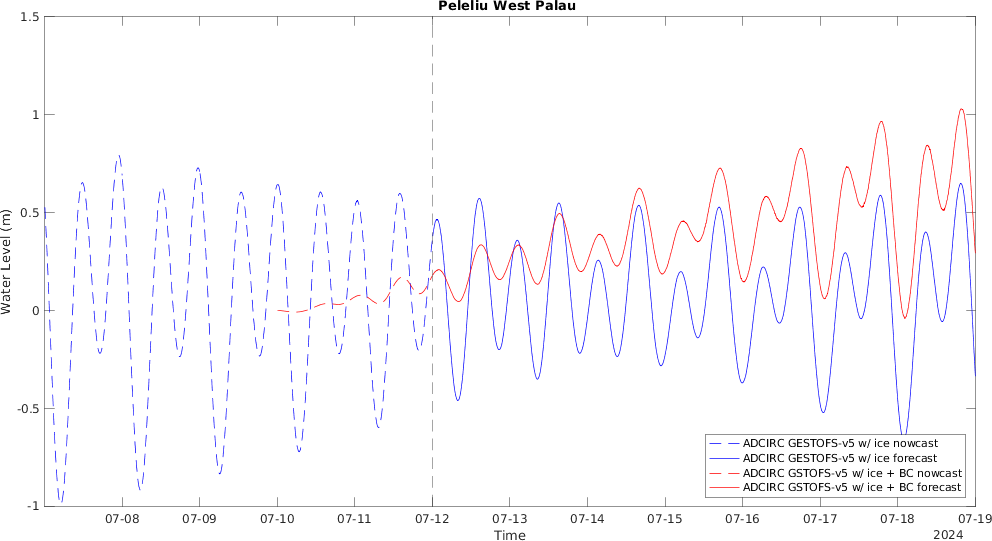 Peleliu West Palau
1.5
1
0.5
0
-0.5
-1
Water Level (m)
ADCIRC GESTOFS-v5 w/ ice nowcast
ADCIRC GESTOFS-v5 w/ ice forecast
ADCIRC GSTOFS-v5 w/ ice + BC nowcast
ADCIRC GSTOFS-v5 w/ ice + BC forecast
07-08 07-09 07-10 07-11 07-12 07-13 07-14 07-15 07-16 07-17 07-18 07-19
Time
2024